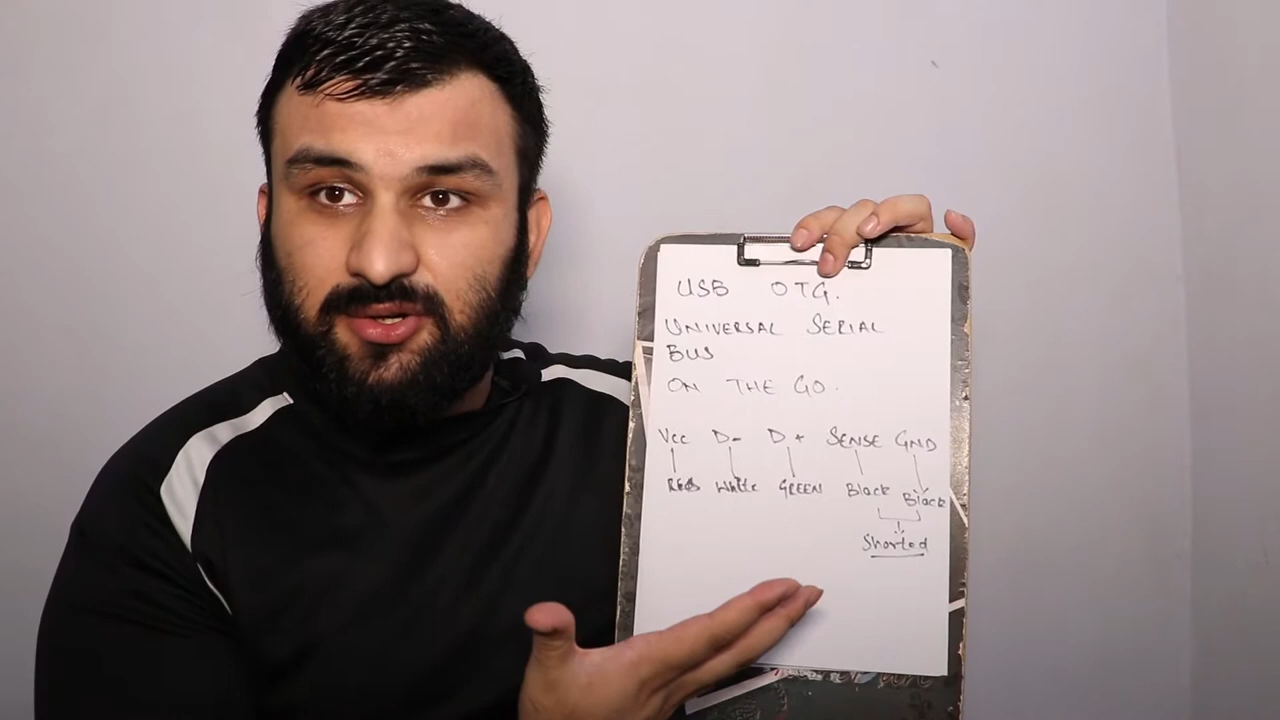 USB OTG.
UNIVERSAL SERIAL
BUS
ON THE GO.
Vcc D- D+ SENSE GND
RED White GREEN Black Black
Shorted